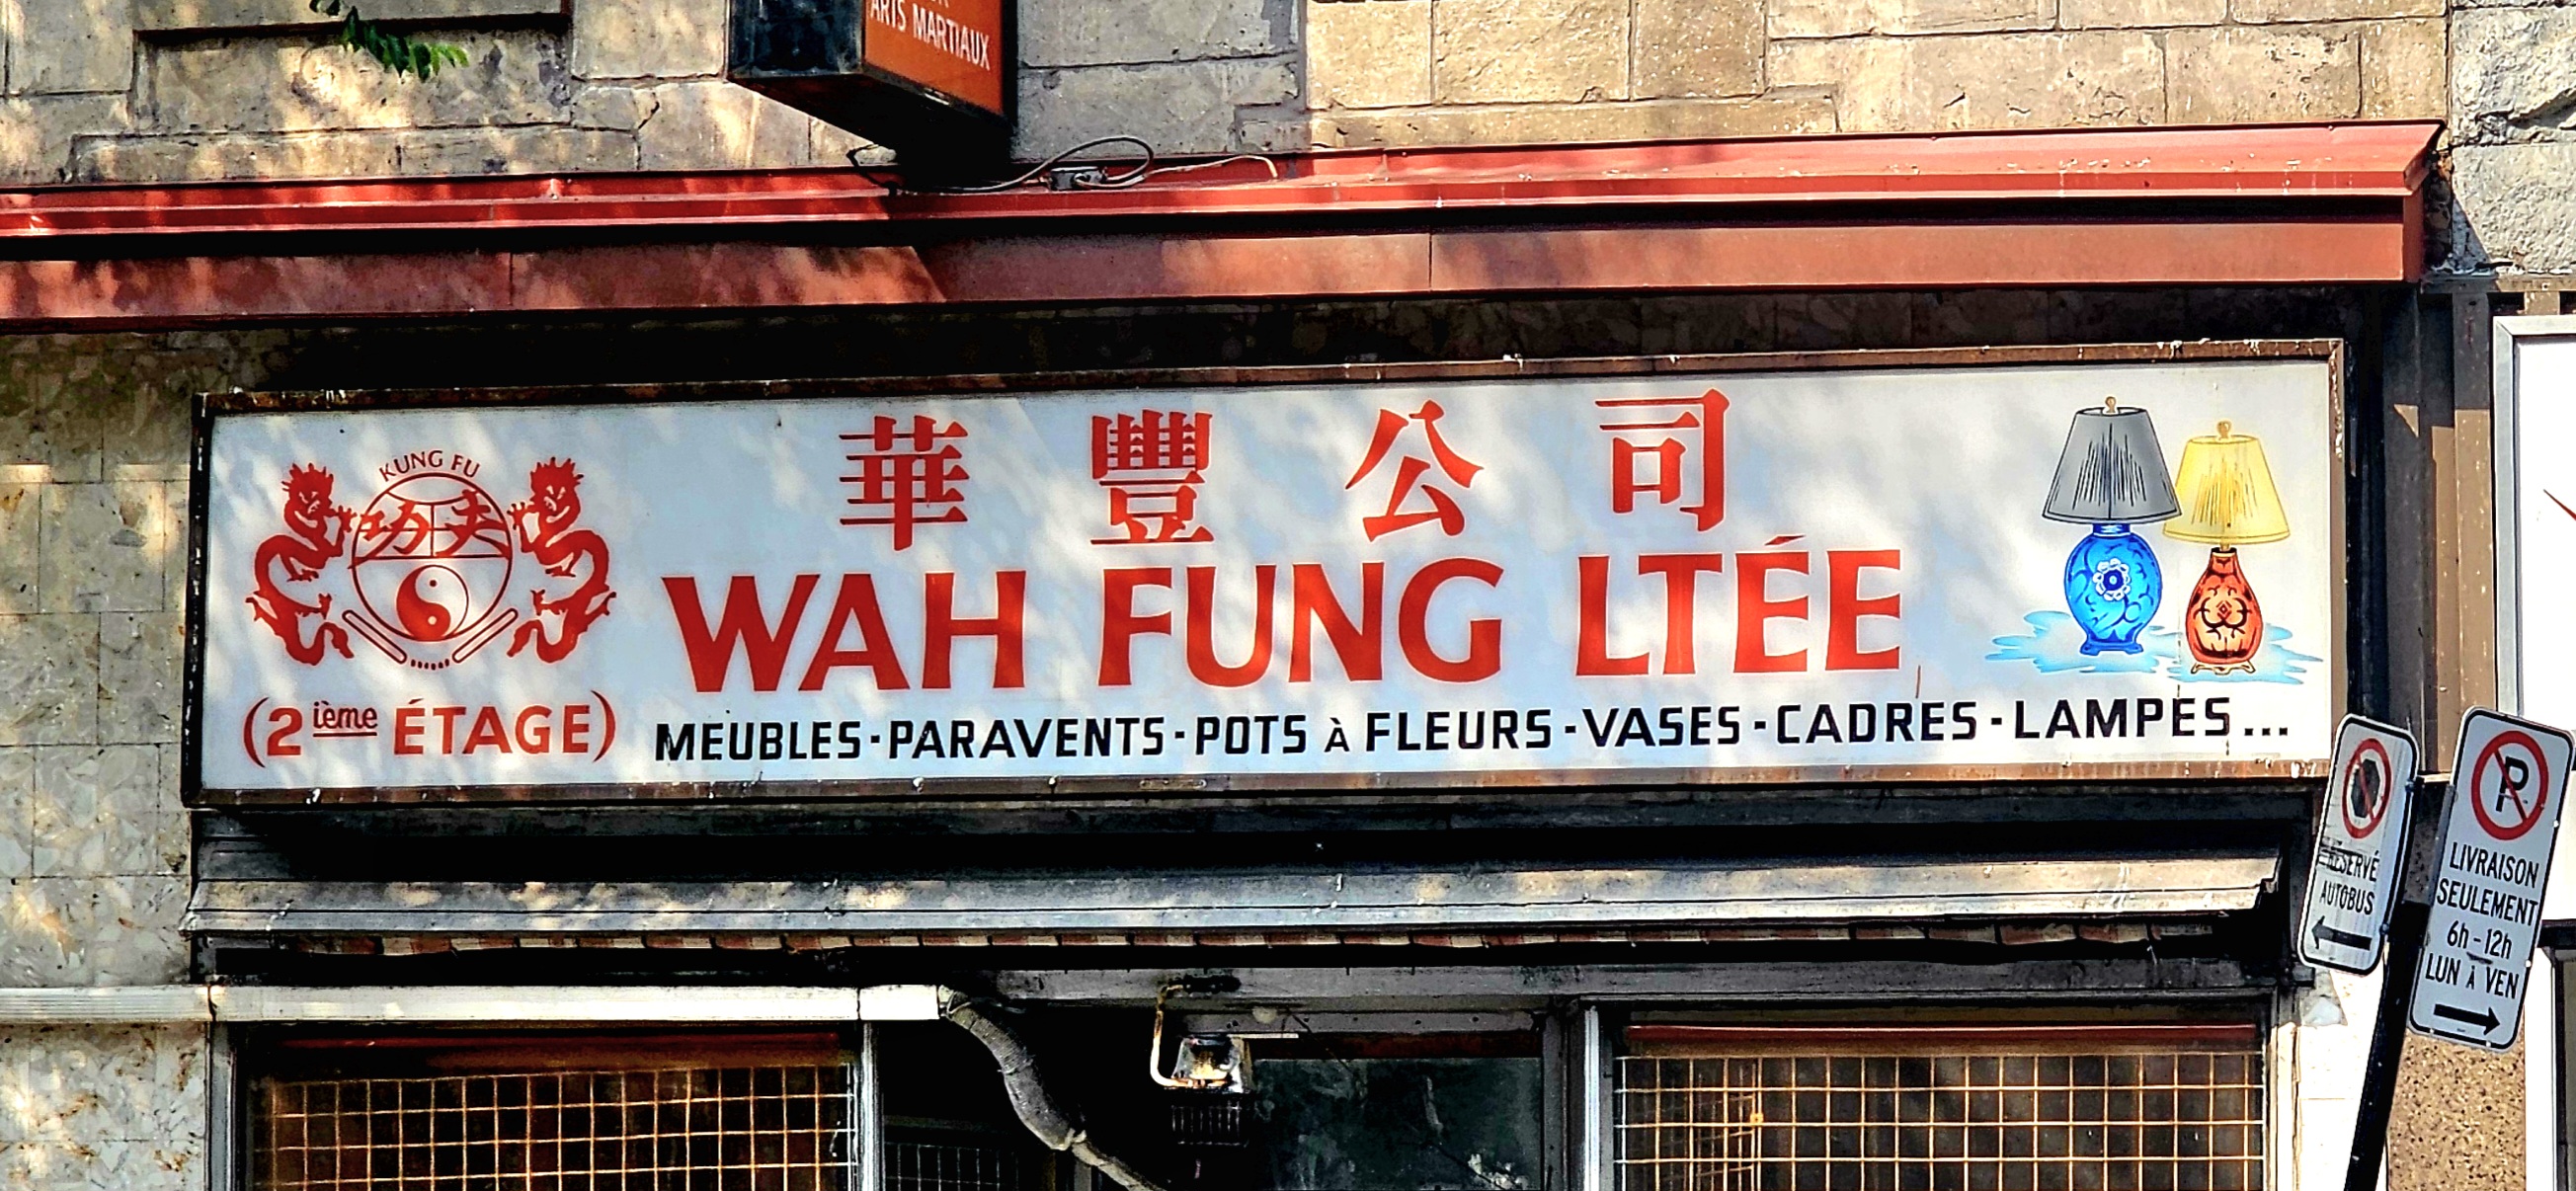 ARTS MARTIAUX
KUNG FU
功夫
(2ième ÉTAGE)
華豐公司
WAH FUNG LTÉE
MEUBLES-PARAVENTS-POTS à FLEURS-VASES-CADRES-LAMPES...
RÉSERVÉ
AUTOBUS
P
LIVRAISON
SEULEMENT
6h-12h
LUN À VEN